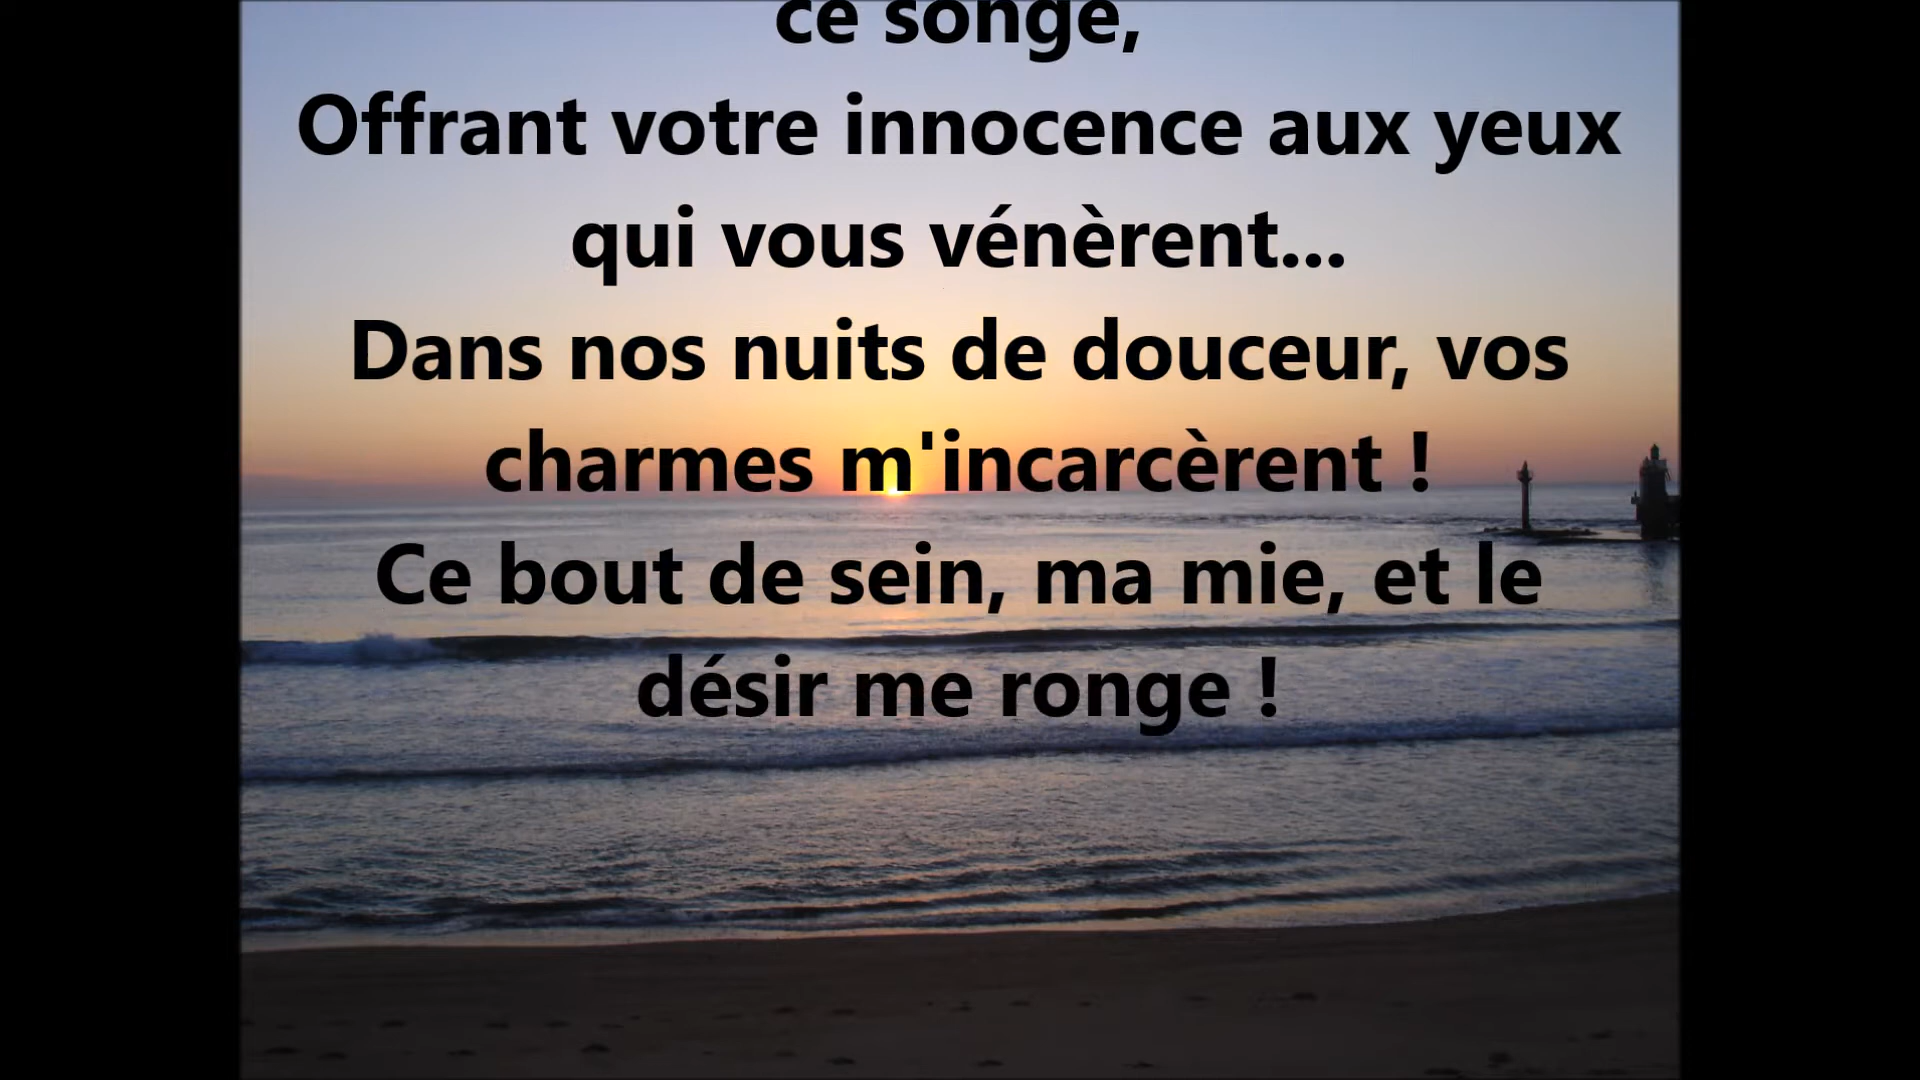 ce songe,
Offrant votre innocence aux yeux
qui vous vénèrent...
Dans nos nuits de douceur, vos
charmes m'incarcèrent !
Ce bout de sein, ma mie, et le
désir me ronge !